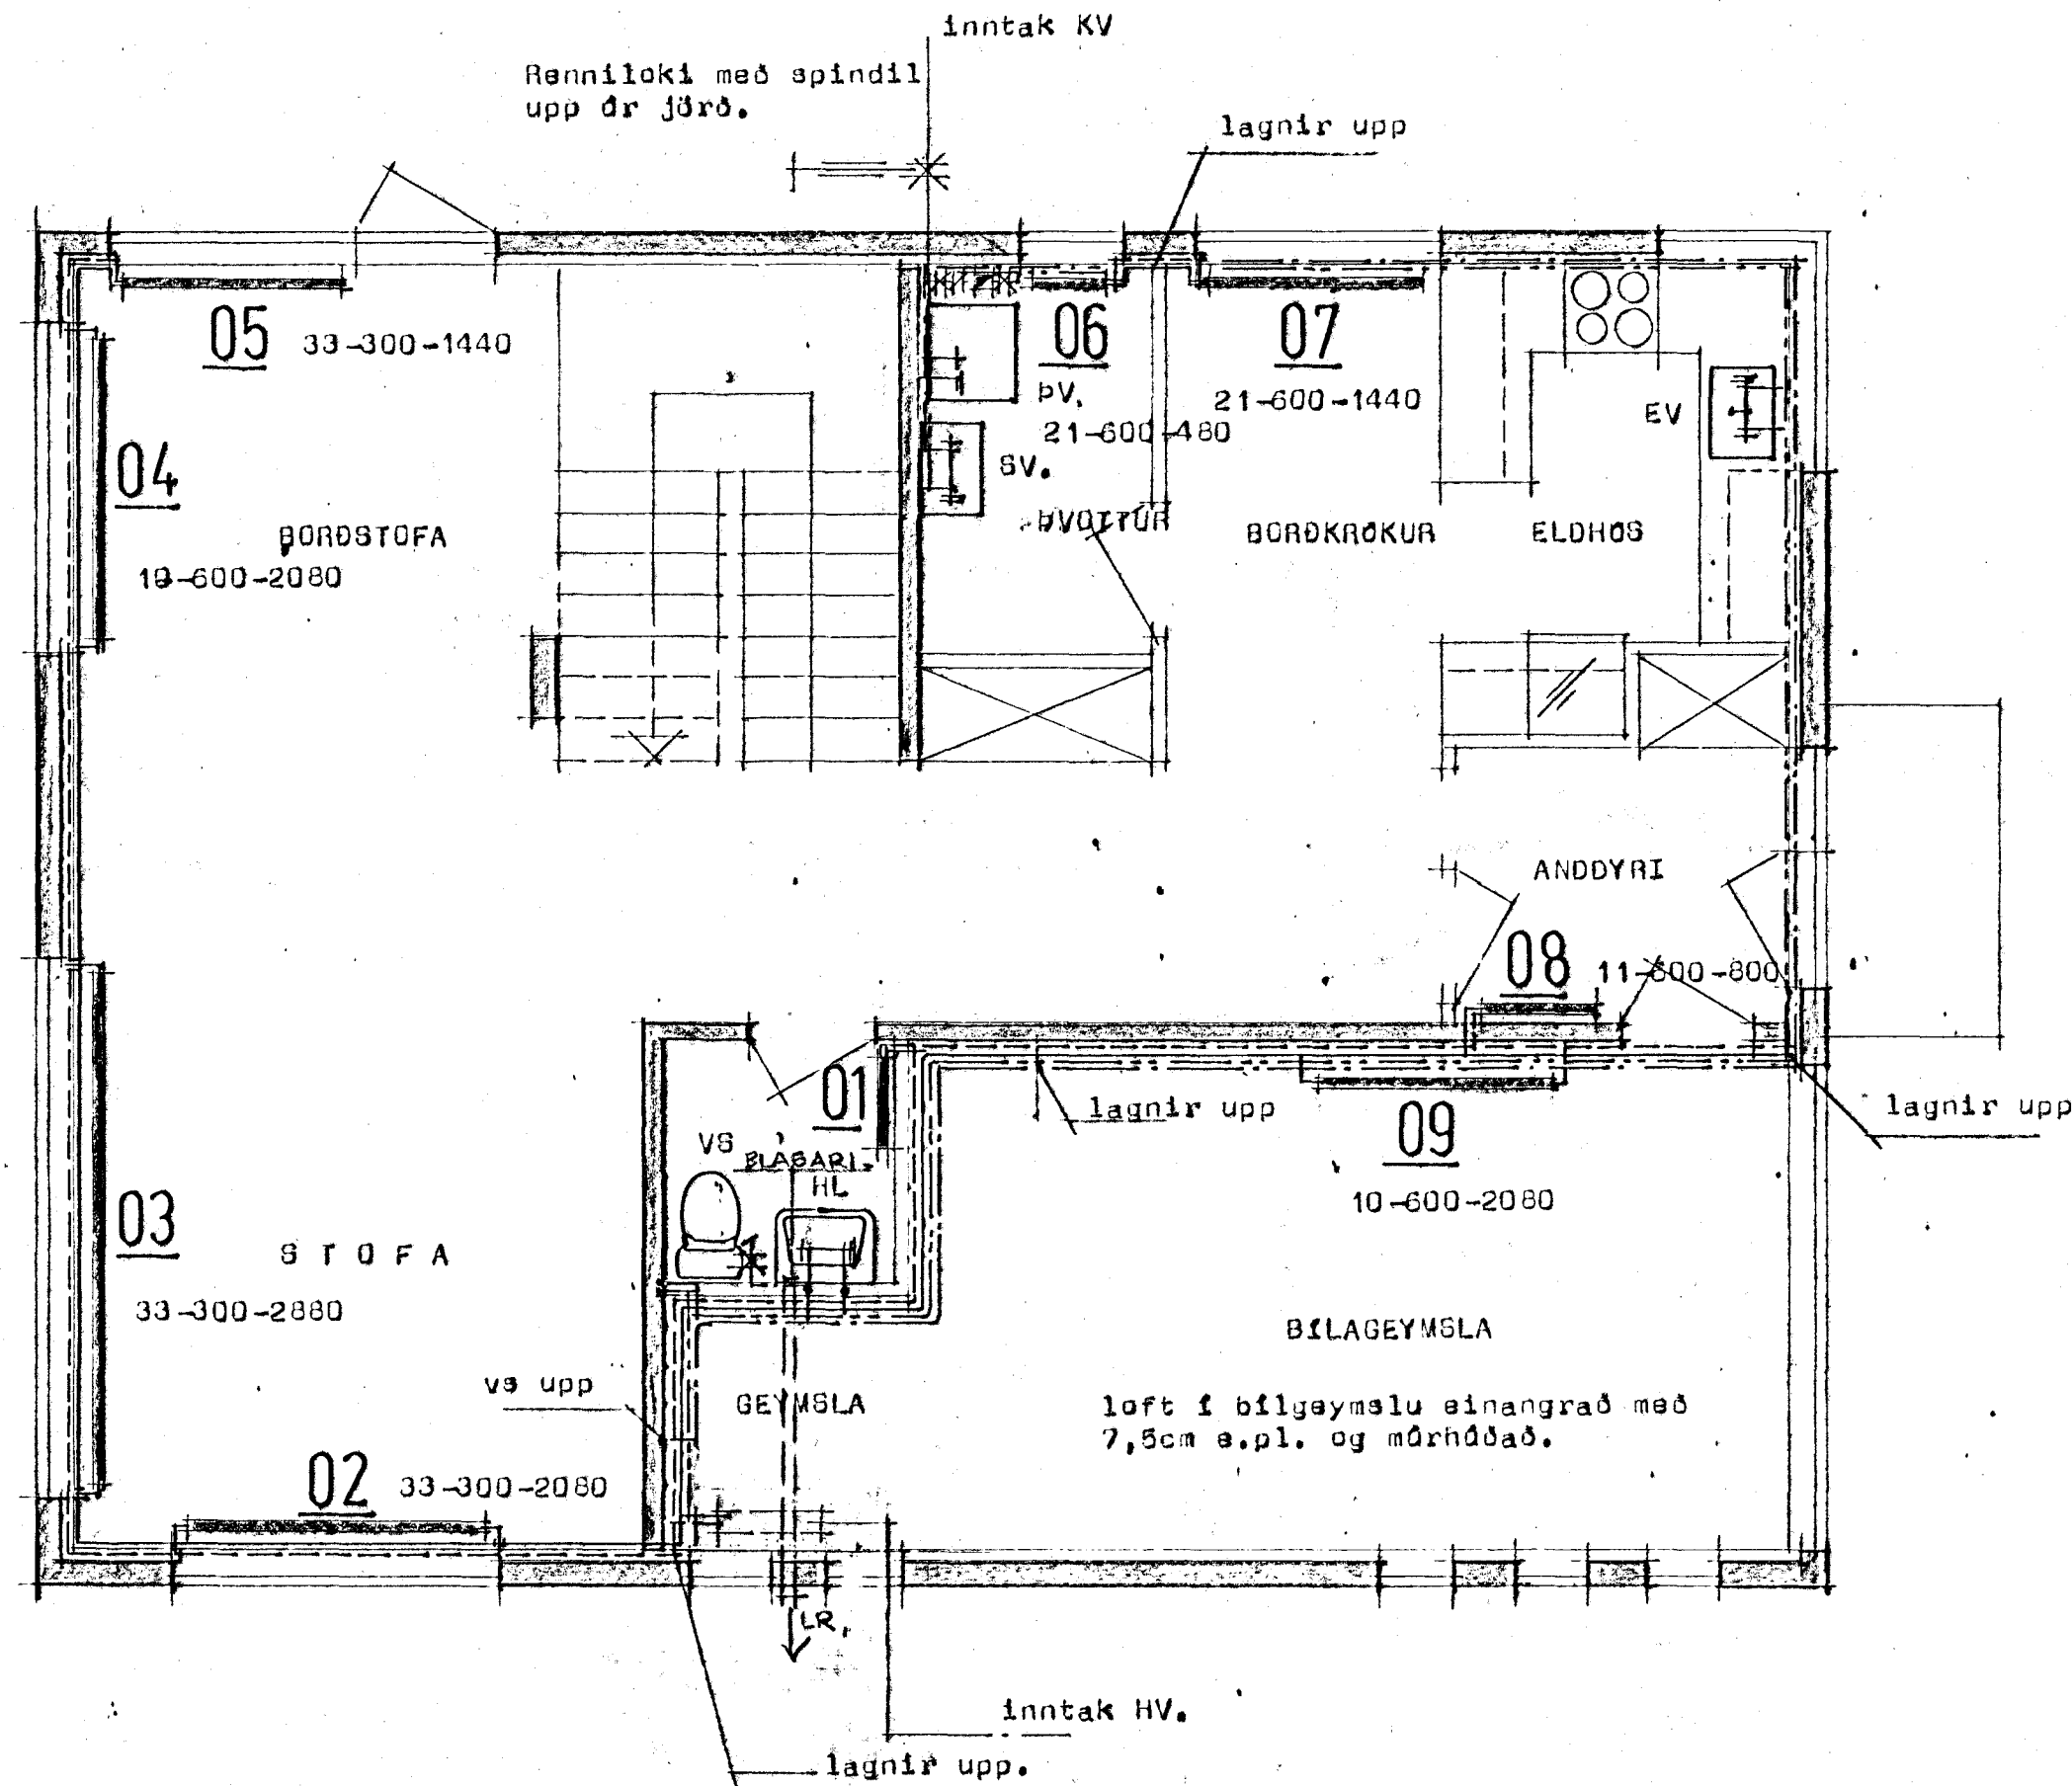 inntak KV
Renniloki með spindil
upp úr jörð.
lagnir upp
05
33-300-1440
06
ÞV.
21-600-480
07
21-600-1440
EV
04
SV.
BORÐSTOFA
19-600-2080
ÞVOTTUR
BORÐKRÓKUR
ELDHÚS
ANDDYRI
08
11-600-800
01
lagnir upp
09
10-600-2080
lagnir upp
VS
BLÁSARI.
HL
03
STOFA
33-300-2880
BÍLAGEYMSLA
vs upp
GEYMSLA
loft í bílgeymslu einangrað með
7,5cm e.pl. og múrhúðað.
02
33-300-2080
LR.
inntak HV.
lagnir upp.